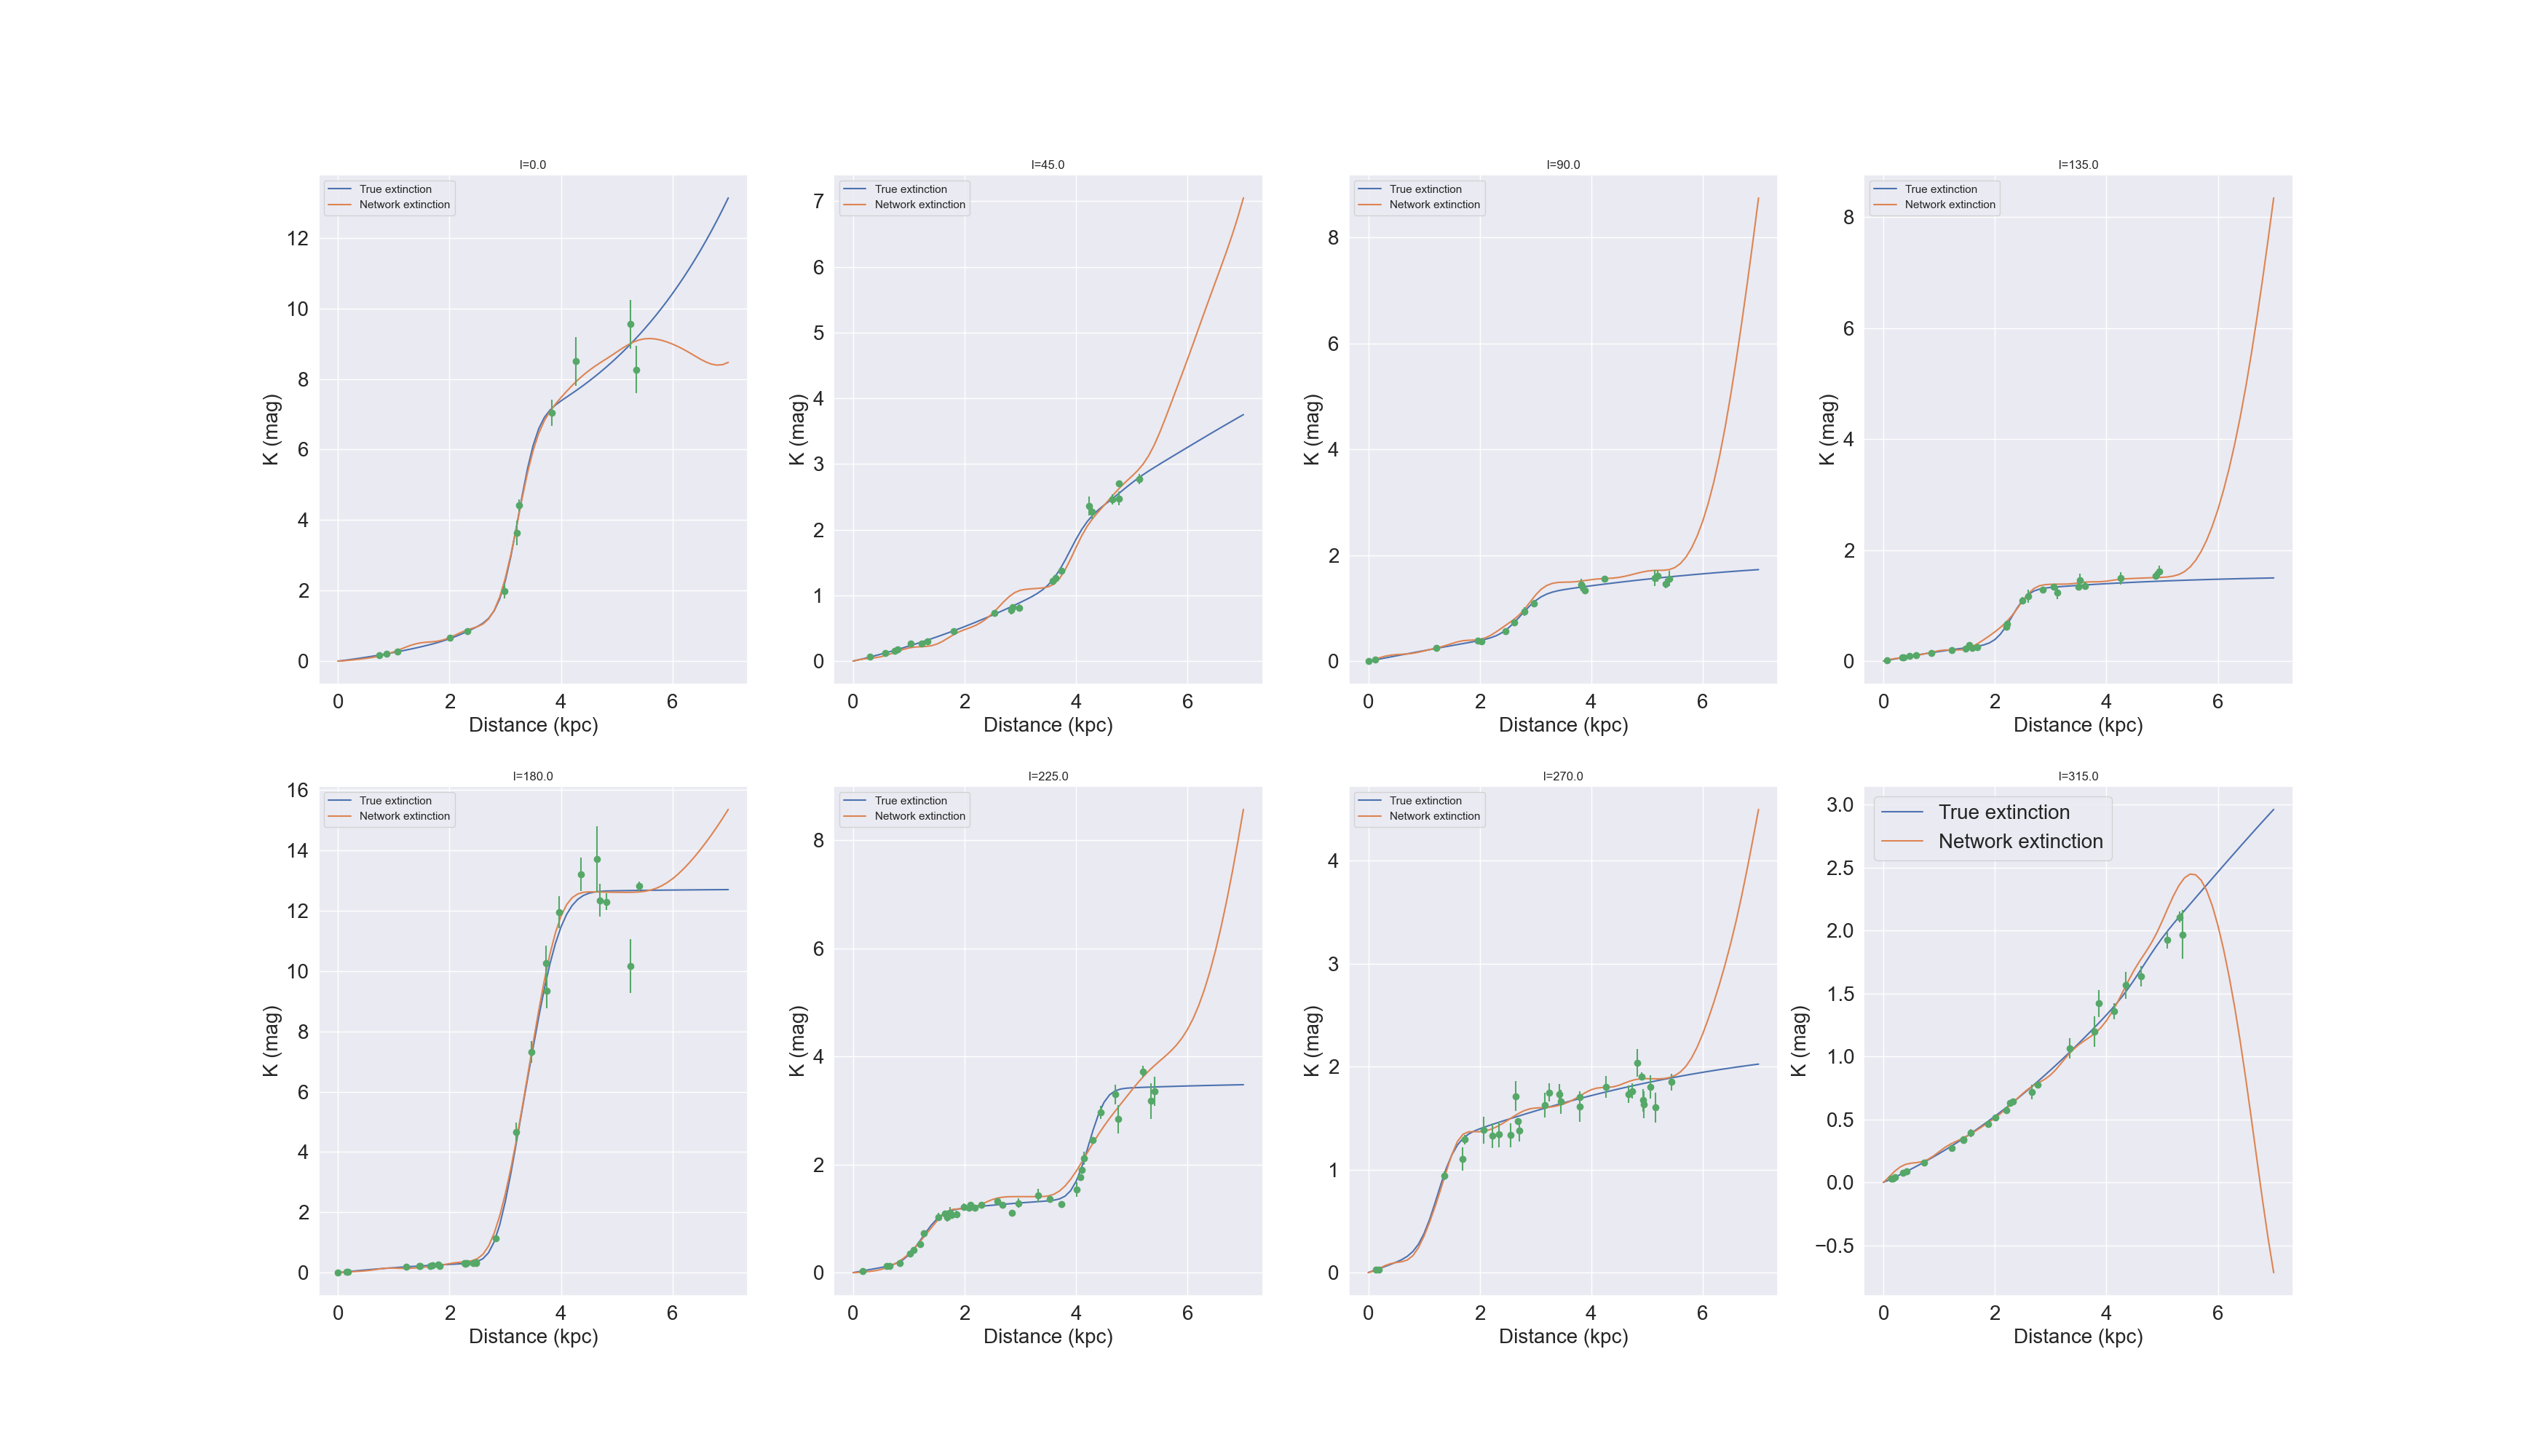 l=0.0
True extinction
Network extinction
12
10
8
6
4
2
0
K (mag)
0 2 4 6
Distance (kpc)
l=45.0
True extinction
Network extinction
7
6
5
4
3
2
1
0
K (mag)
0 2 4 6
Distance (kpc)
l=90.0
True extinction
Network extinction
8
6
4
2
0
K (mag)
0 2 4 6
Distance (kpc)
l=135.0
True extinction
Network extinction
8
6
4
2
0
K (mag)
0 2 4 6
Distance (kpc)
l=180.0
True extinction
Network extinction
16
14
12
10
8
6
4
2
0
K (mag)
0 2 4 6
Distance (kpc)
l=225.0
True extinction
Network extinction
8
6
4
2
0
K (mag)
0 2 4 6
Distance (kpc)
l=270.0
True extinction
Network extinction
4
3
2
1
0
K (mag)
0 2 4 6
Distance (kpc)
l=315.0
True extinction
Network extinction
3.0
2.5
2.0
1.5
1.0
0.5
0.0
−0.5
K (mag)
0 2 4 6
Distance (kpc)